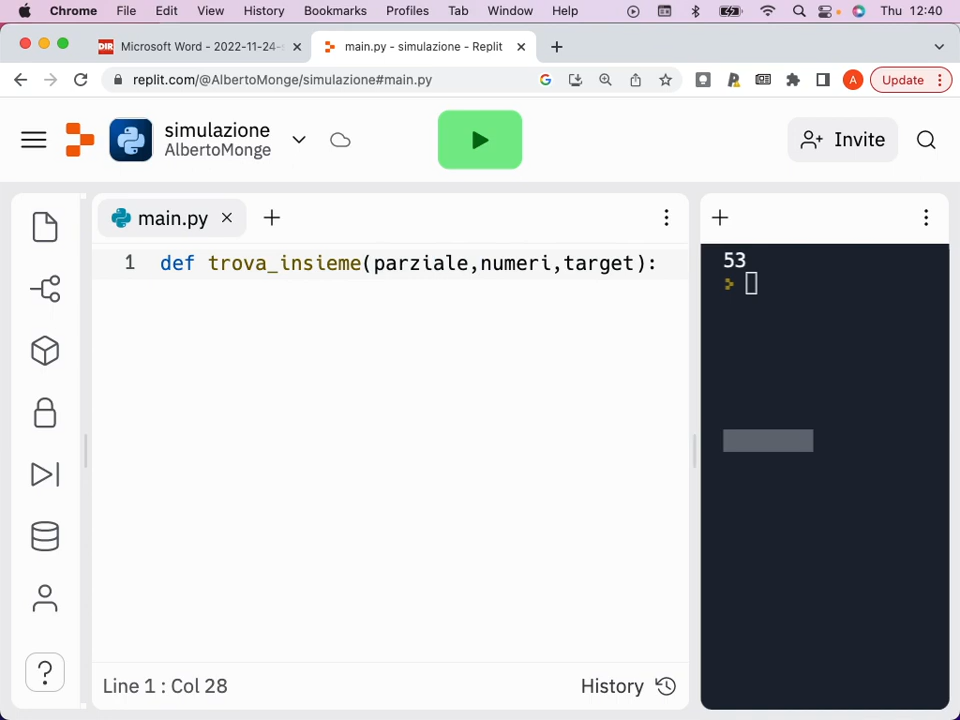 Chrome File Edit View History Bookmarks Profiles Tab Window Help Thu 12:40
DIR Microsoft Word - 2022-11-24- main.py - simulazione - Replit
replit.com/@AlbertoMonge/simulazione#main.py A Update
simulazione
AlbertoMonge
Invite
main.py
1 def trova_insieme(parziale,numeri,target):
53
?
Line 1 : Col 28 History